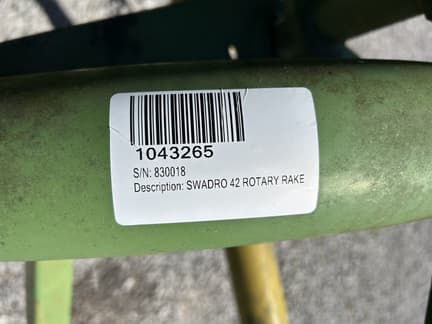 1043265
S/N: 830018
Description: SWADRO 42 ROTARY RAKE